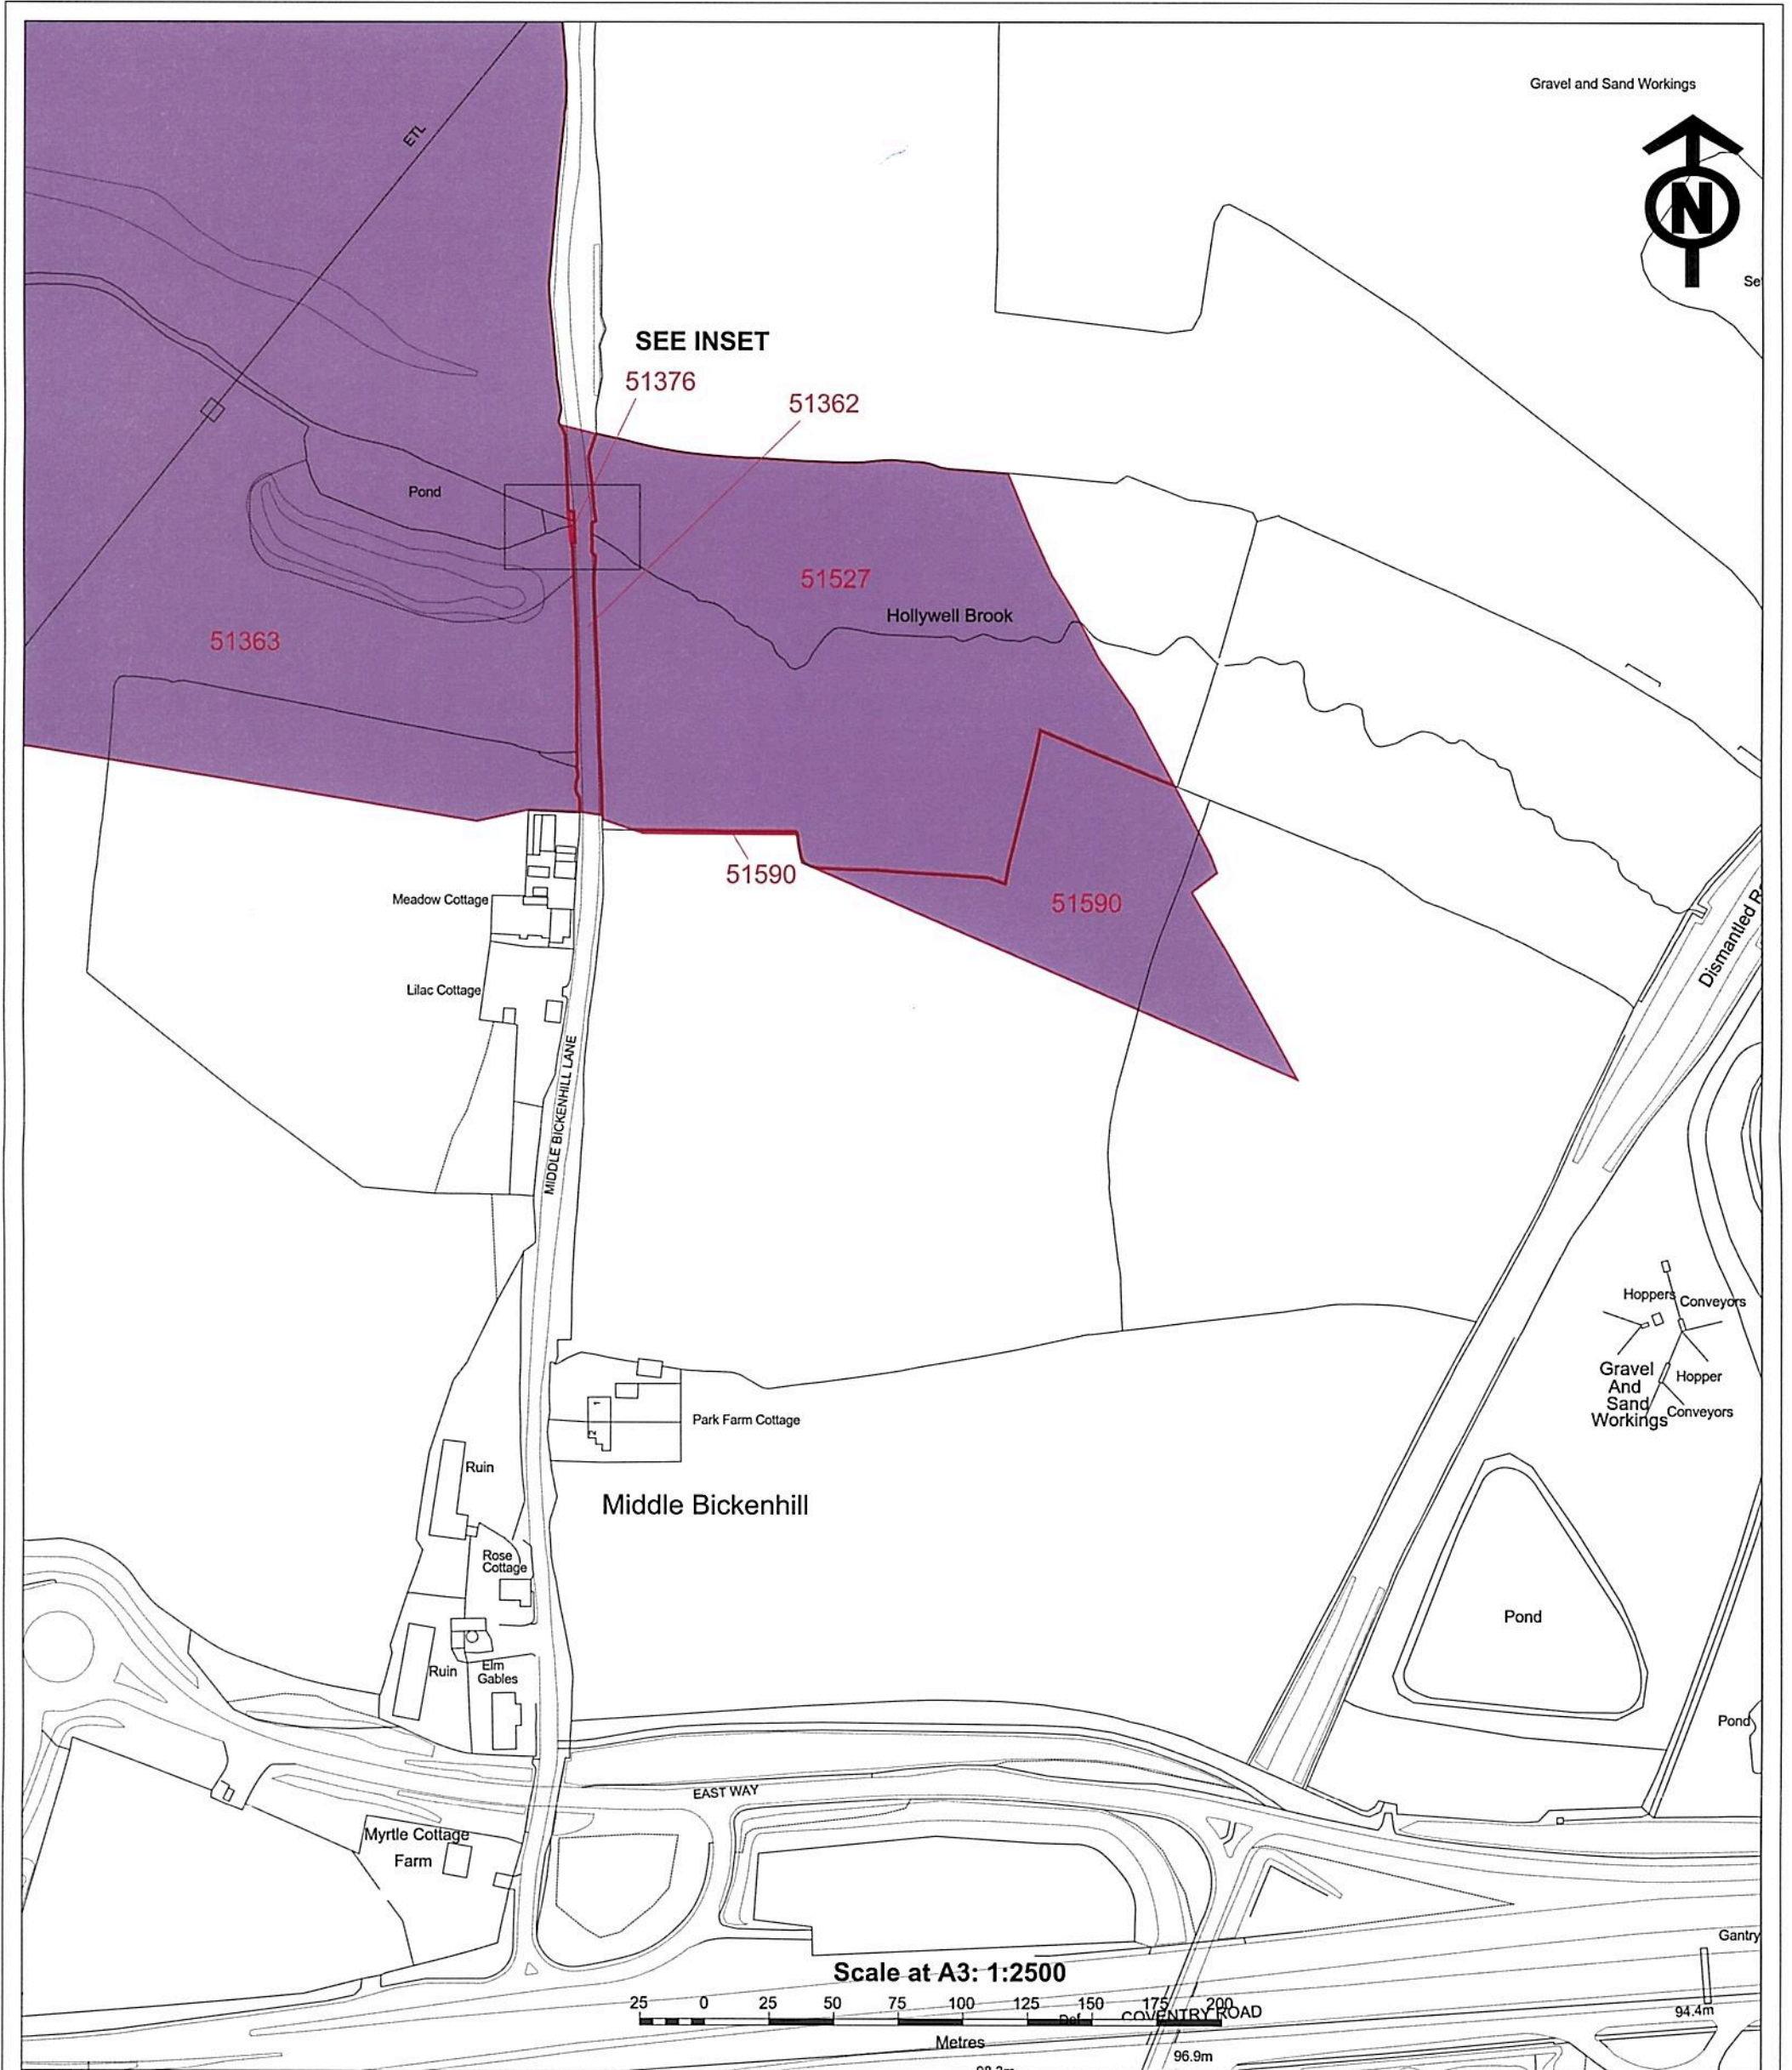 Gravel and Sand Workings
N
ETL
SEE INSET
51376
51362
Pond
51527
Hollywell Brook
51363
51590
51590
Meadow Cottage
Lilac Cottage
MIDDLE BICKENHILL LANE
Dismantled
Hoppers
Conveyors
Gravel
And
Sand
Workings
Hopper
Conveyors
1
2
Park Farm Cottage
Ruin
Middle Bickenhill
Rose
Cottage
Pond
Ruin
Elm
Gables
Pond
EAST WAY
Myrtle Cottage
Farm
Gantry
Scale at A3: 1:2500
25 0 25 50 75 100 125 150 175 200
COVENTRY ROAD
94.4m
Metres
96.9m